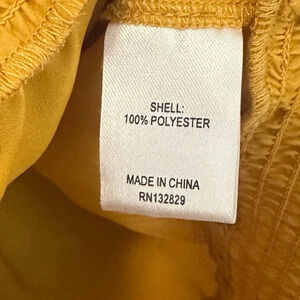 SHELL:
100% POLYESTER
MADE IN CHINA
RN132829